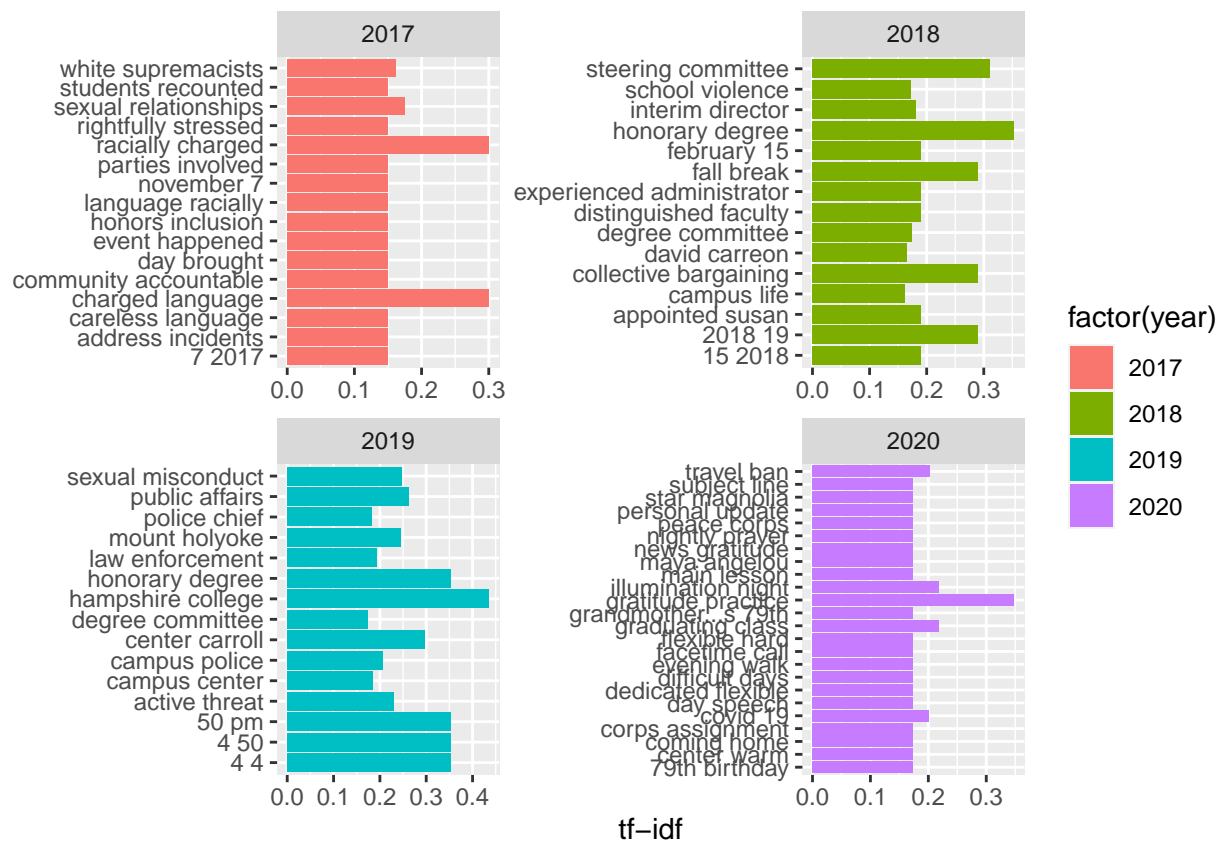 2017
white supremacists
students recounted
sexual relationships
rightfully stressed
racially charged
parties involved
november 7
language racially
honors inclusion
event happened
day brought
community accountable
charged language
careless language
address incidents
7 2017
0.0 0.1 0.2 0.3
2018
steering committee
school violence
interim director
honorary degree
february 15
fall break
experienced administrator
distinguished faculty
degree committee
david carreon
collective bargaining
campus life
appointed susan
2018 19
15 2018
0.0 0.1 0.2 0.3
2019
sexual misconduct
public affairs
police chief
mount holyoke
law enforcement
honorary degree
hampshire college
degree committee
center carroll
campus police
campus center
active threat
50 pm
4 50
4 4
0.0 0.1 0.2 0.3 0.4
2020
travel ban
subject line
star magnolia
personal update
peace corps
nightly prayer
news gratitude
maya angelou
main lesson
illumination night
gratitude practice
grandmother...s 79th
graduating class
flexible hard
facetime call
evening walk
difficult days
dedicated flexible
day speech
covid 19
corps assignment
coming home
center warm
79th birthday
0.0 0.1 0.2 0.3
tf−idf
factor(year)
2017
2018
2019
2020